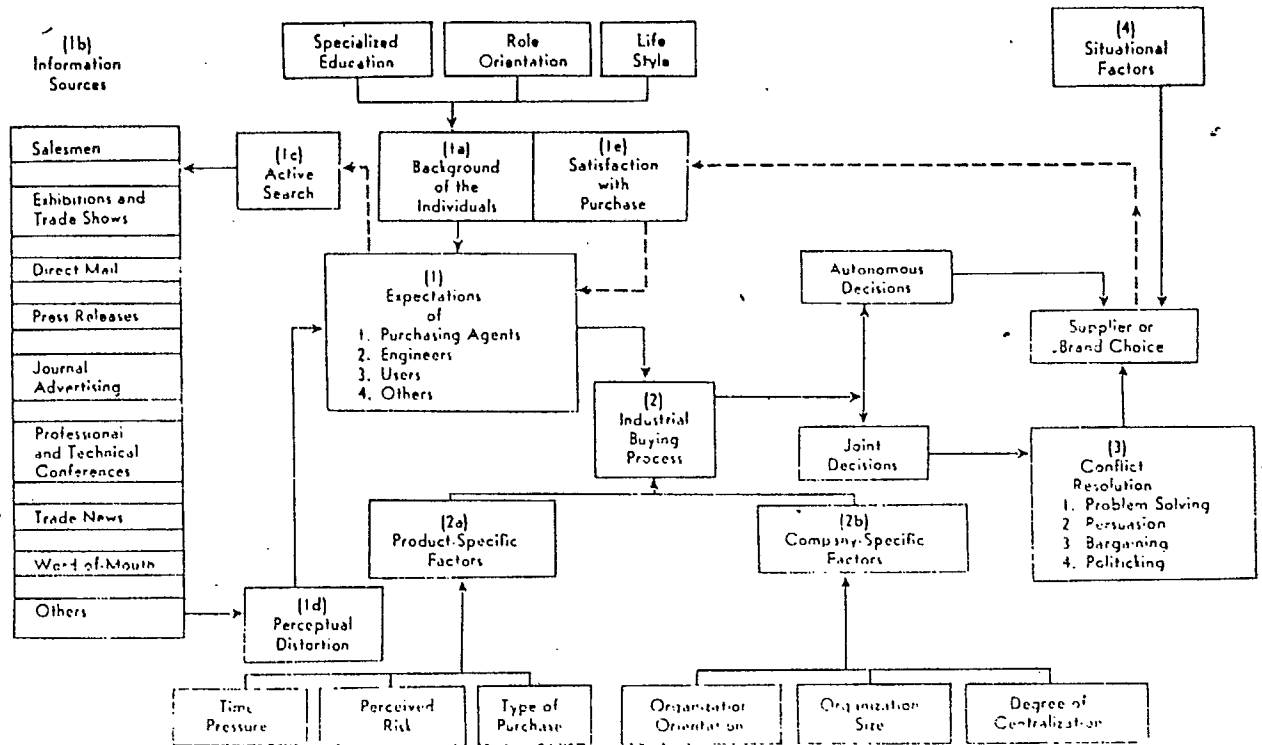 (1b)
Information
Sources
Specialized
Education
Role
Orientation
Life
Style
(4)
Situational
Factors
Salesmen
Exhibitions and
Trade Shows
Direct Mail
Press Releases
Journal
Advertising
Professional
and Technical
Conferences
Trade News
Word-of-Mouth
Others
(1c)
Active
Search
(1a)
Background
of the
Individuals
(1e)
Satisfaction
with
Purchase
(1)
Expectations
of
1. Purchasing Agents
2. Engineers
3. Users
4. Others
(2)
Industrial
Buying
Process
Autonomous
Decisions
Joint
Decisions
Supplier or
Brand Choice
(3)
Conflict
Resolution
1. Problem Solving
2 Persuasion
3 Bargaining
4. Politicking
(2a)
Product-Specific
Factors
(2b)
Company-Specific
Factors
(1d)
Perceptual
Distortion
Time
Pressure
Perceived
Risk
Type of
Purchase
Organization
Orientation
Organization
Size
Degree of
Centralization